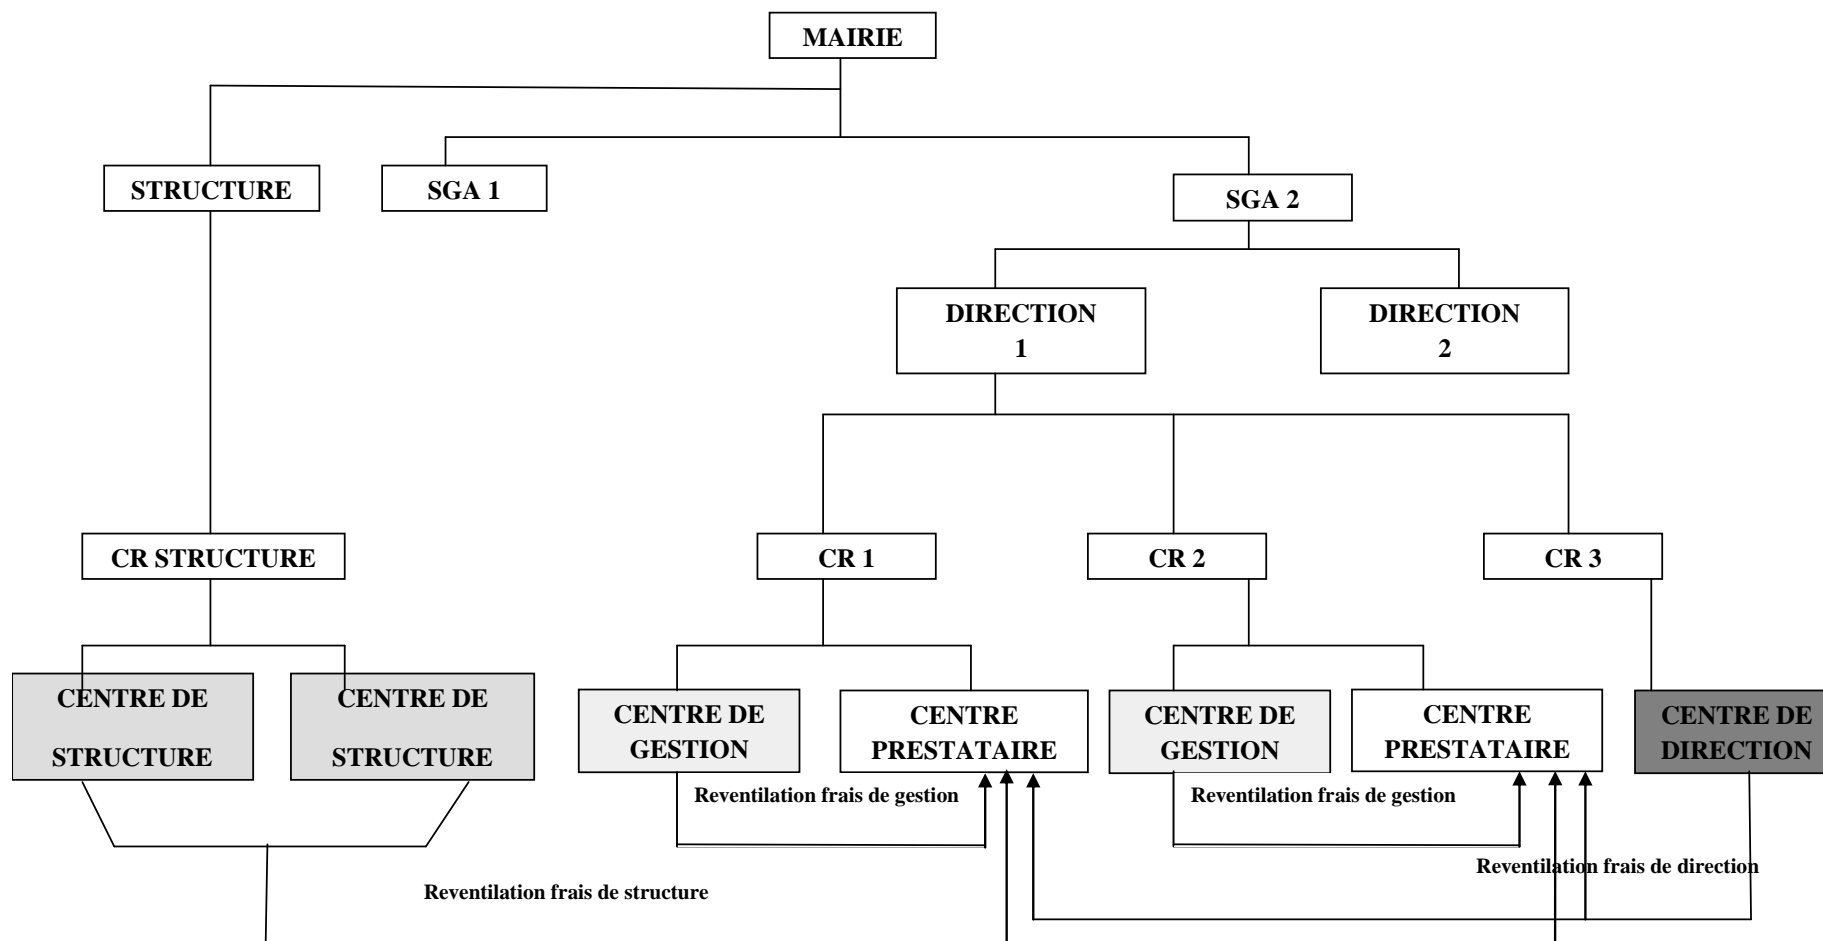 MAIRIE
STRUCTURE
SGA 1
SGA 2
DIRECTION
1
DIRECTION
2
CR STRUCTURE
CR 1
CR 2
CR 3
CENTRE DE
STRUCTURE
CENTRE DE
STRUCTURE
CENTRE DE
GESTION
CENTRE
PRESTATAIRE
CENTRE DE
GESTION
CENTRE
PRESTATAIRE
CENTRE DE
DIRECTION
Reventilation frais de gestion
Reventilation frais de gestion
Reventilation frais de direction
Reventilation frais de structure